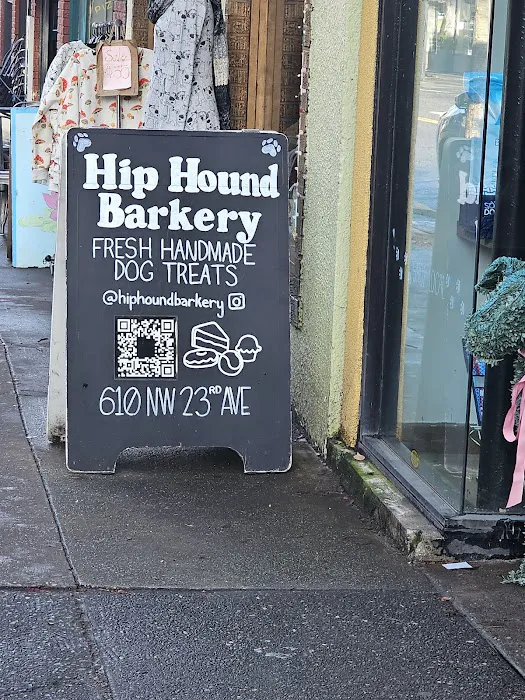 Hip Hound
Barkery
FRESH HANDMADE
DOG TREATS
@hiphoundbarkery
610 NW 23RD AVE